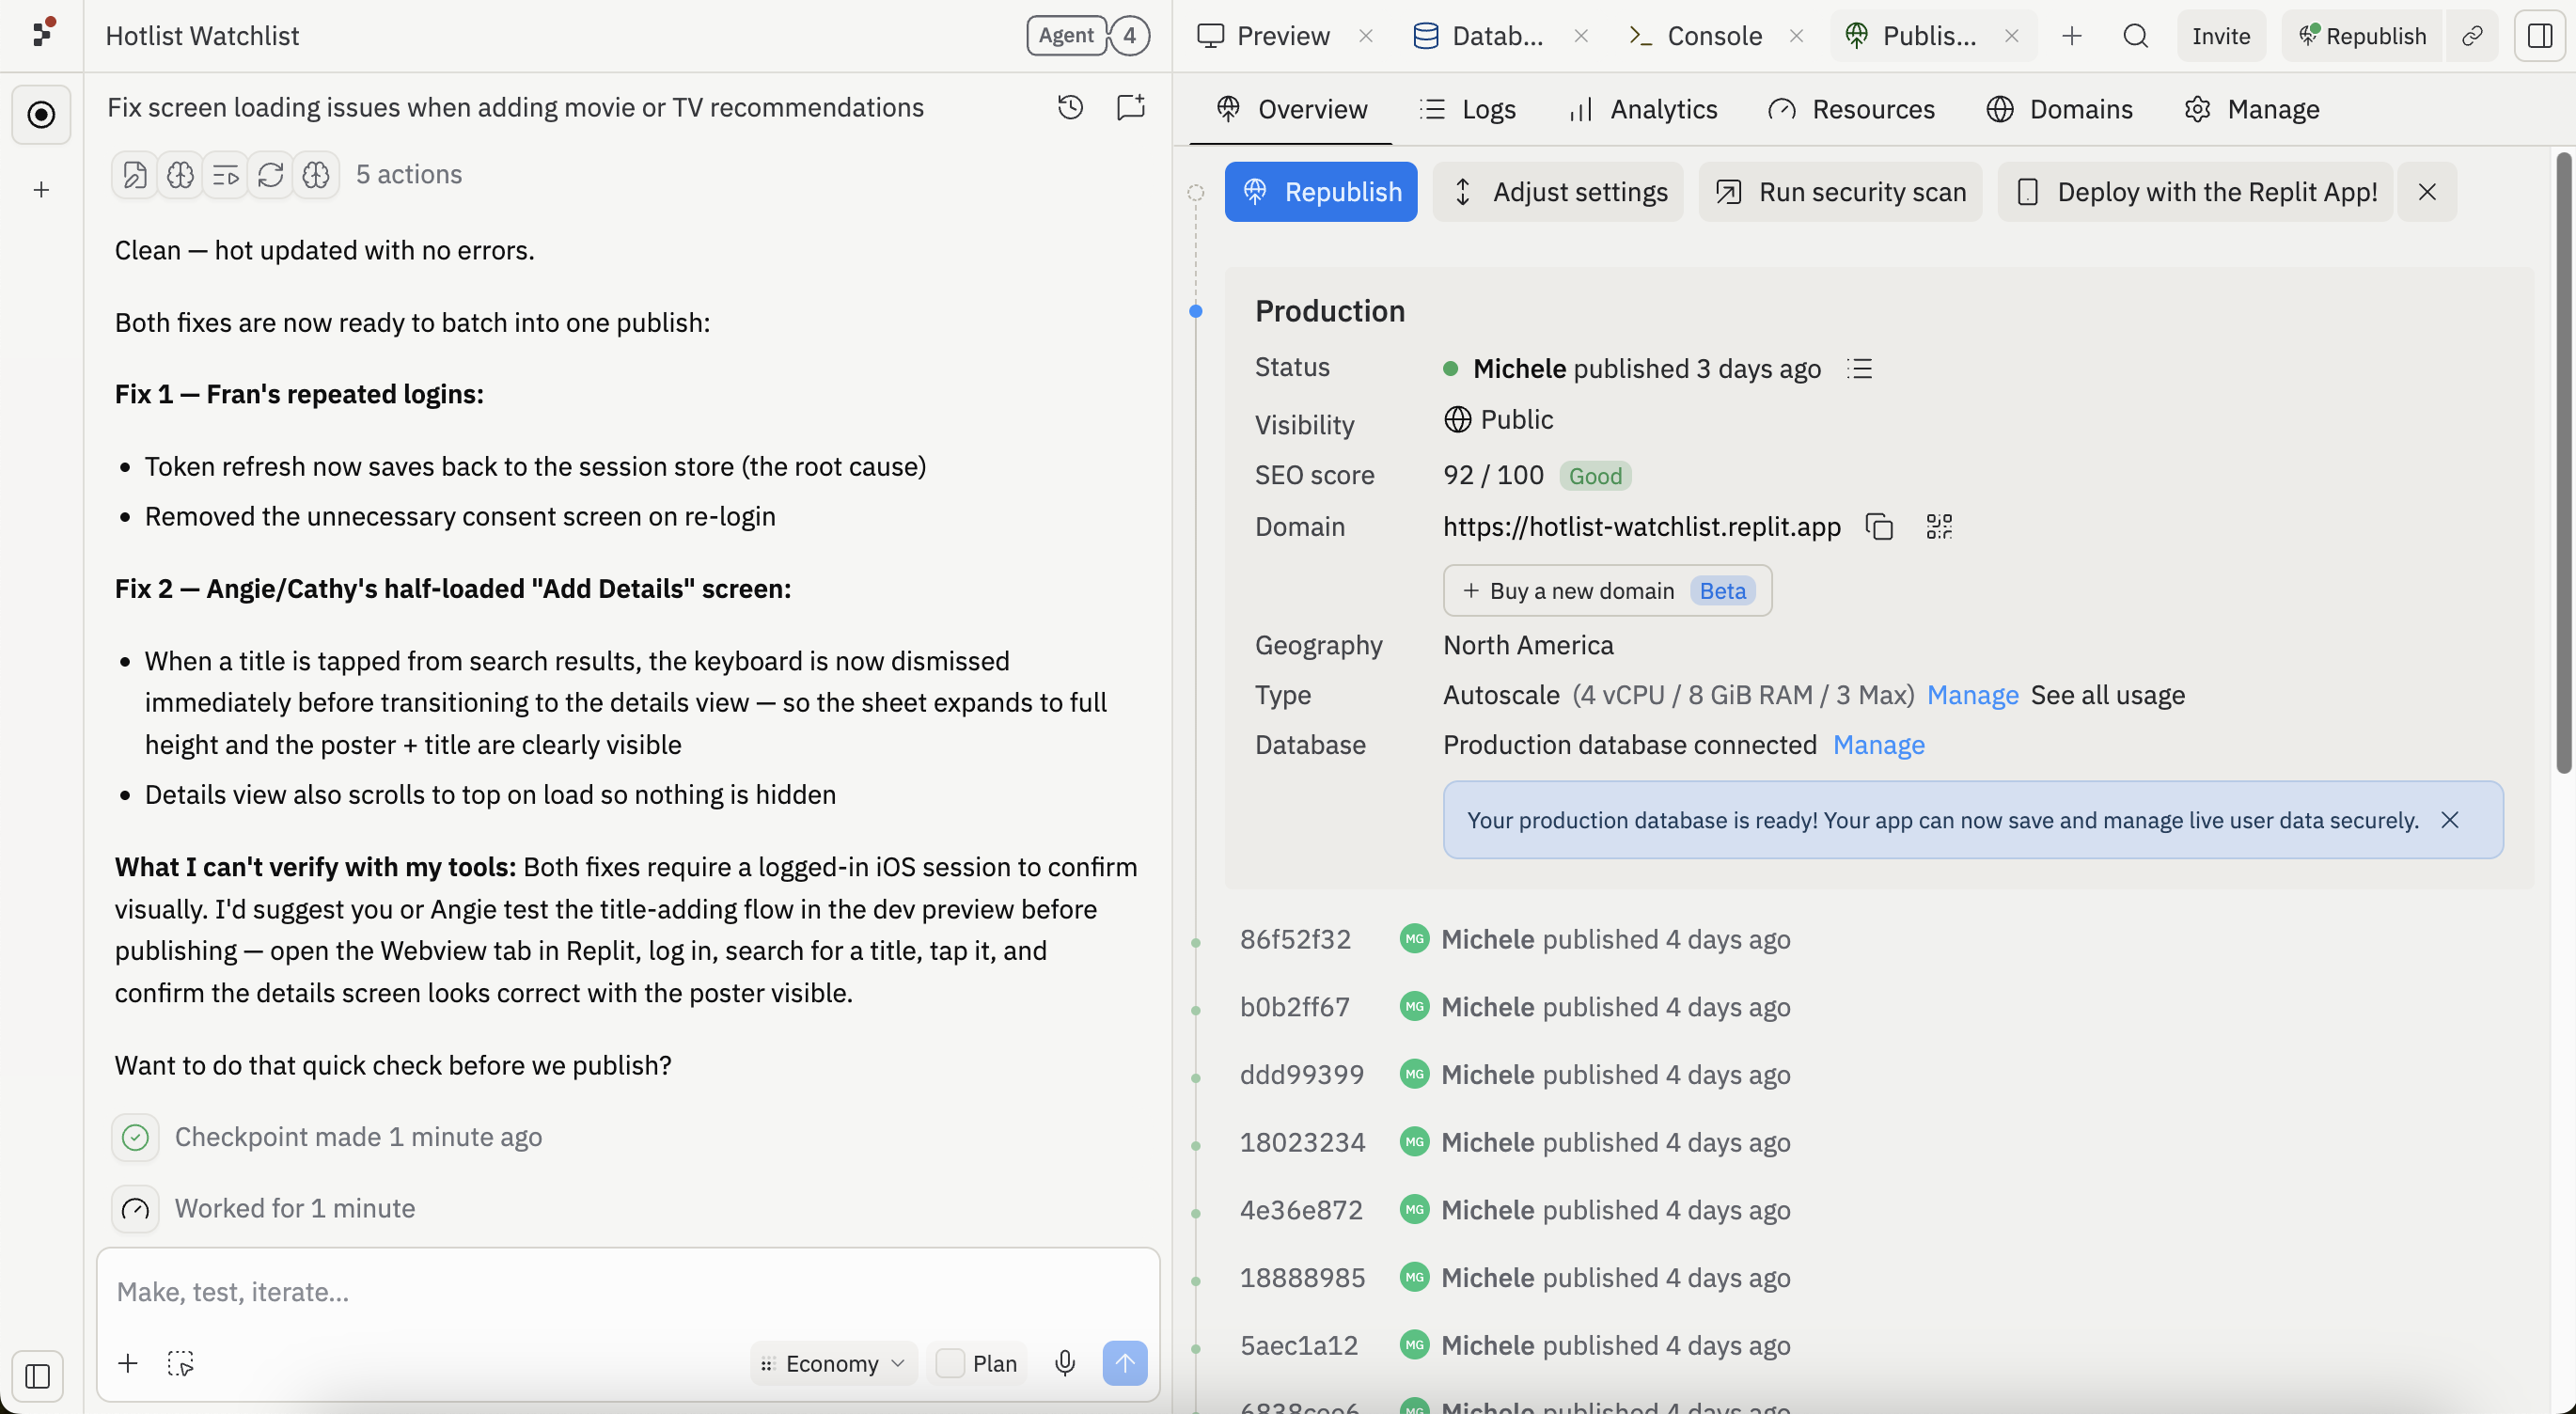 Hotlist Watchlist
Agent 4
Fix screen loading issues when adding movie or TV recommendations
5 actions
Clean — hot updated with no errors.
Both fixes are now ready to batch into one publish:
Fix 1 — Fran's repeated logins:
• Token refresh now saves back to the session store (the root cause)
• Removed the unnecessary consent screen on re-login
Fix 2 — Angie/Cathy's half-loaded "Add Details" screen:
• When a title is tapped from search results, the keyboard is now dismissed
immediately before transitioning to the details view — so the sheet expands to full
height and the poster + title are clearly visible
• Details view also scrolls to top on load so nothing is hidden
What I can't verify with my tools: Both fixes require a logged-in iOS session to confirm
visually. I'd suggest you or Angie test the title-adding flow in the dev preview before
publishing — open the Webview tab in Replit, log in, search for a title, tap it, and
confirm the details screen looks correct with the poster visible.
Want to do that quick check before we publish?
Checkpoint made 1 minute ago
Worked for 1 minute
Make, test, iterate...
Economy Plan
Preview Datab... Console Publis... Invite Republish
Overview Logs Analytics Resources Domains Manage
Republish Adjust settings Run security scan Deploy with the Replit App!
Production
Status Michele published 3 days ago
Visibility Public
SEO score 92 / 100 Good
Domain https://hotlist-watchlist.replit.app
+ Buy a new domain Beta
Geography North America
Type Autoscale (4 vCPU / 8 GiB RAM / 3 Max) Manage See all usage
Database Production database connected Manage
Your production database is ready! Your app can now save and manage live user data securely.
86f52f32 MG Michele published 4 days ago
b0b2ff67 MG Michele published 4 days ago
ddd99399 MG Michele published 4 days ago
18023234 MG Michele published 4 days ago
4e36e872 MG Michele published 4 days ago
18888985 MG Michele published 4 days ago
5aec1a12 MG Michele published 4 days ago
MG Michele published 4 days ago